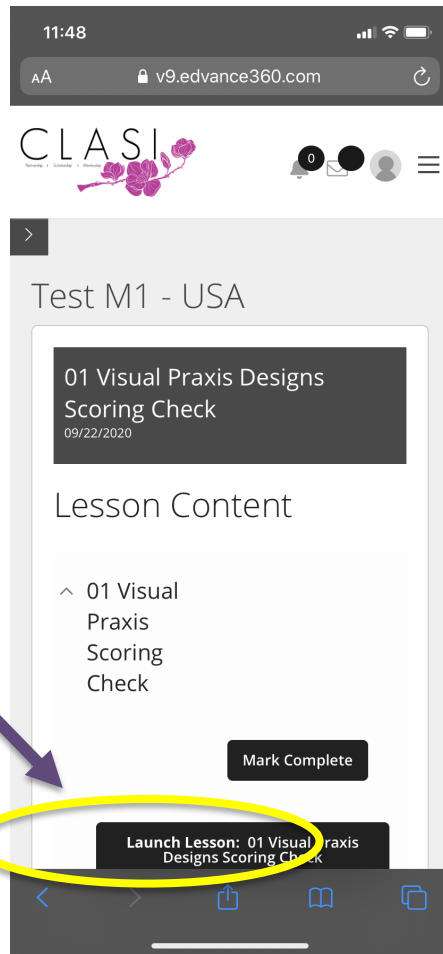 11:48
AA v9.edvance360.com
CLASI
0
Test M1 - USA
01 Visual Praxis Designs
Scoring Check
09/22/2020
Lesson Content
01 Visual
Praxis
Scoring
Check
Mark Complete
Launch Lesson: 01 Visual Praxis
Designs Scoring Check